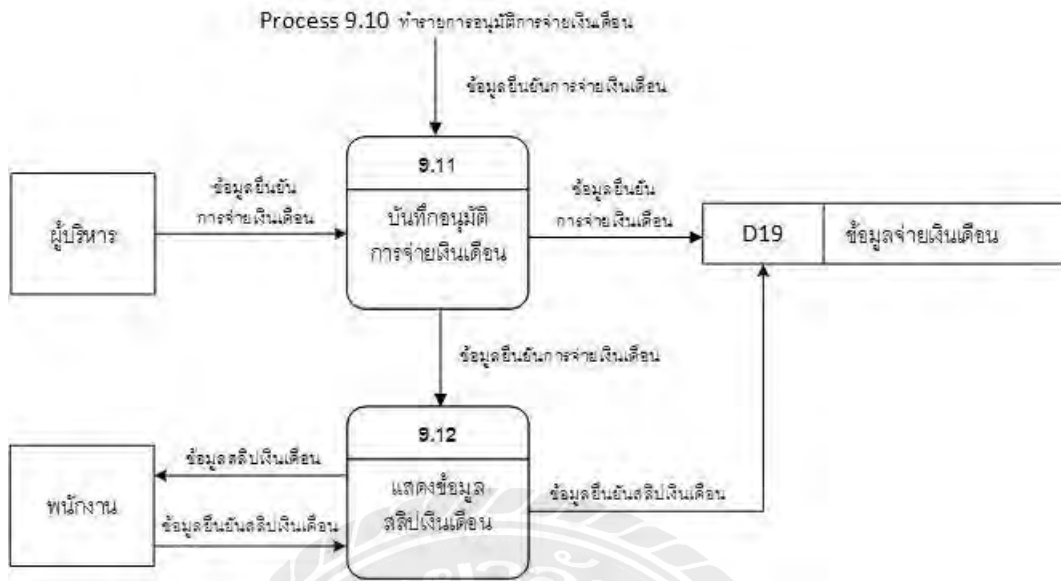 Process 9.10 ทำรายการอนุมัติการจ่ายเงินเดือน
ข้อมูลยืนยันการจ่ายเงินเดือน
9.11
บันทึกอนุมัติ
การจ่ายเงินเดือน
ผู้บริหาร
ข้อมูลยืนยัน
การจ่ายเงินเดือน
ข้อมูลยืนยัน
การจ่ายเงินเดือน
D19
ข้อมูลจ่ายเงินเดือน
ข้อมูลยืนยันการจ่ายเงินเดือน
9.12
แสดงข้อมูล
สลิปเงินเดือน
พนักงาน
ข้อมูลสลิปเงินเดือน
ข้อมูลยืนยันสลิปเงินเดือน
ข้อมูลยืนยันสลิปเงินเดือน